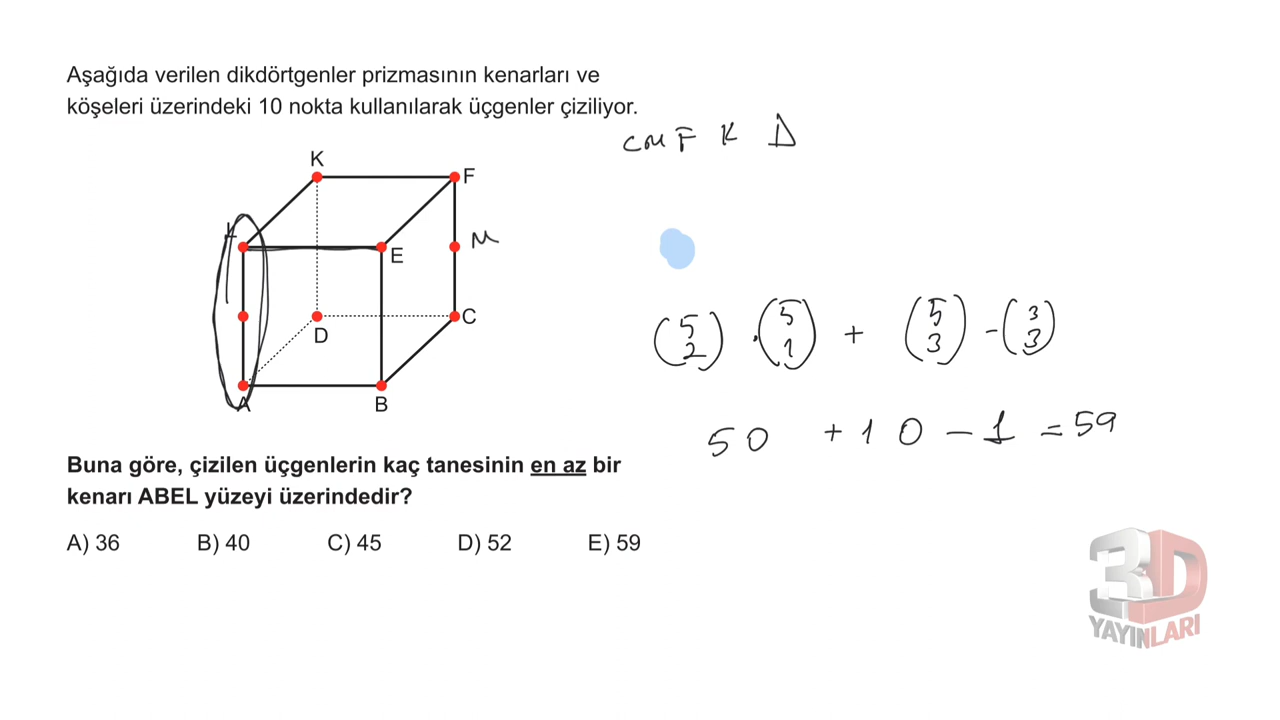 Aşağıda verilen dikdörtgenler prizmasının kenarları ve
köşeleri üzerindeki 10 nokta kullanılarak üçgenler çiziliyor.
C M F K D
K
F
L
M
E
C
D
A
B
(5 2) . (5 1) + (5 3) - (3 3)
50 + 10 - 1 = 59
Buna göre, çizilen üçgenlerin kaç tanesinin en az bir
kenarı ABEL yüzeyi üzerindedir?
A) 36 B) 40 C) 45 D) 52 E) 59
3D
YAYINLARI